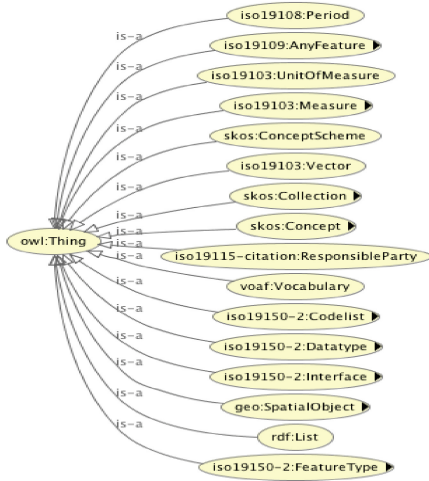 iso19108:Period
is-a
iso19109:AnyFeature
is-a
iso19103:UnitOfMeasure
is-a
iso19103:Measure
is-a
skos:ConceptScheme
is-a
iso19103:Vector
is-a
skos:Collection
is-a
skos:Concept
is-a
owl:Thing
is-a
iso19115-citation:ResponsibleParty
is-a
voaf:Vocabulary
is-a
iso19150-2:Codelist
is-a
iso19150-2:Datatype
is-a
iso19150-2:Interface
is-a
geo:SpatialObject
is-a
rdf:List
is-a
iso19150-2:FeatureType